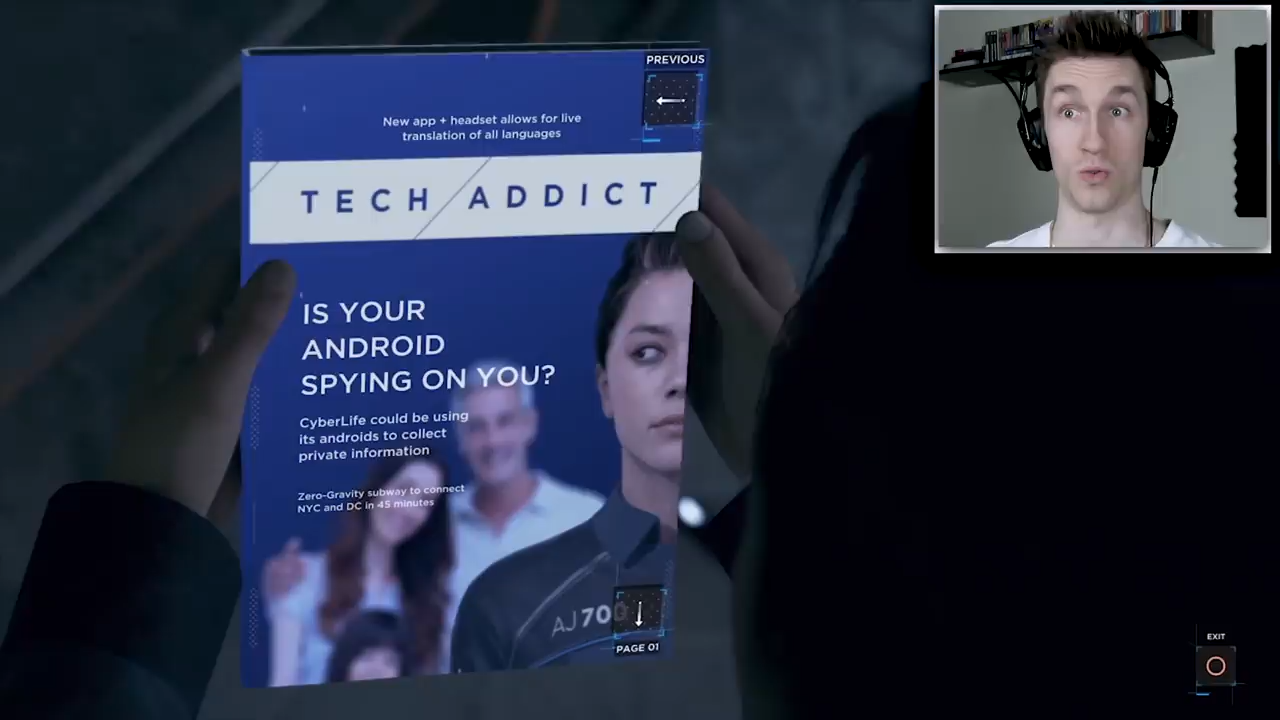 PREVIOUS
New app + headset allows for live
translation of all languages
TECH ADDICT
IS YOUR
ANDROID
SPYING ON YOU?
CyberLife could be using
its androids to collect
private information
Zero-Gravity subway to connect
NYC and DC in 45 minutes
AJ700
PAGE 01
EXIT